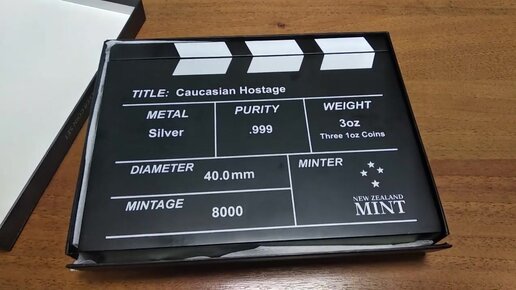 TITLE: Caucasian Hostage
METAL
Silver
PURITY
.999
WEIGHT
3oz
Three 1oz Coins
DIAMETER
40.0mm
MINTAGE
8000
MINTER
NEW ZEALAND
MINT